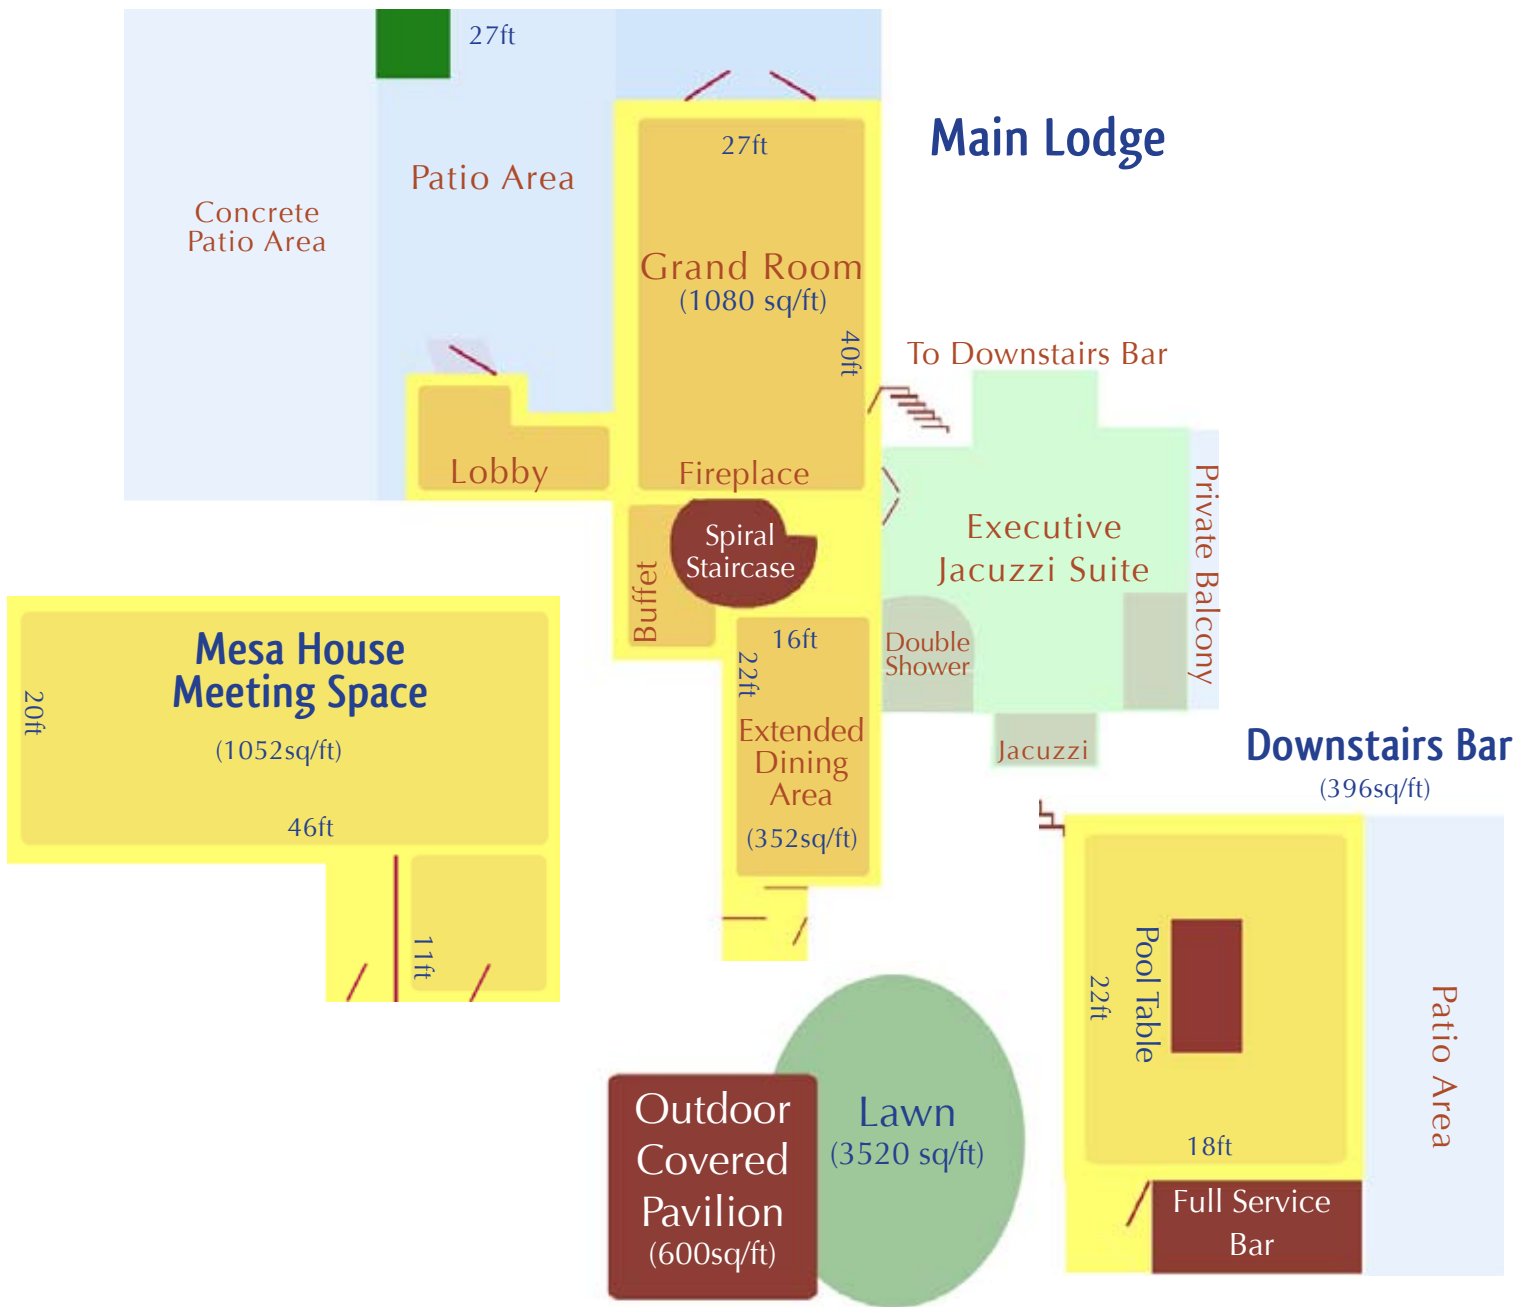 27ft
Main Lodge
27ft
Patio Area
Concrete
Patio Area
Grand Room
(1080 sq/ft)
40ft
To Downstairs Bar
Lobby
Fireplace
Spiral
Staircase
Buffet
Executive
Jacuzzi Suite
Private Balcony
Double
Shower
Jacuzzi
16ft
22ft
Extended
Dining
Area
(352sq/ft)
Mesa House
Meeting Space
(1052sq/ft)
20ft
46ft
11ft
Downstairs Bar
(396sq/ft)
Pool Table
22ft
18ft
Patio Area
Full Service
Bar
Outdoor
Covered
Pavilion
(600sq/ft)
Lawn
(3520 sq/ft)